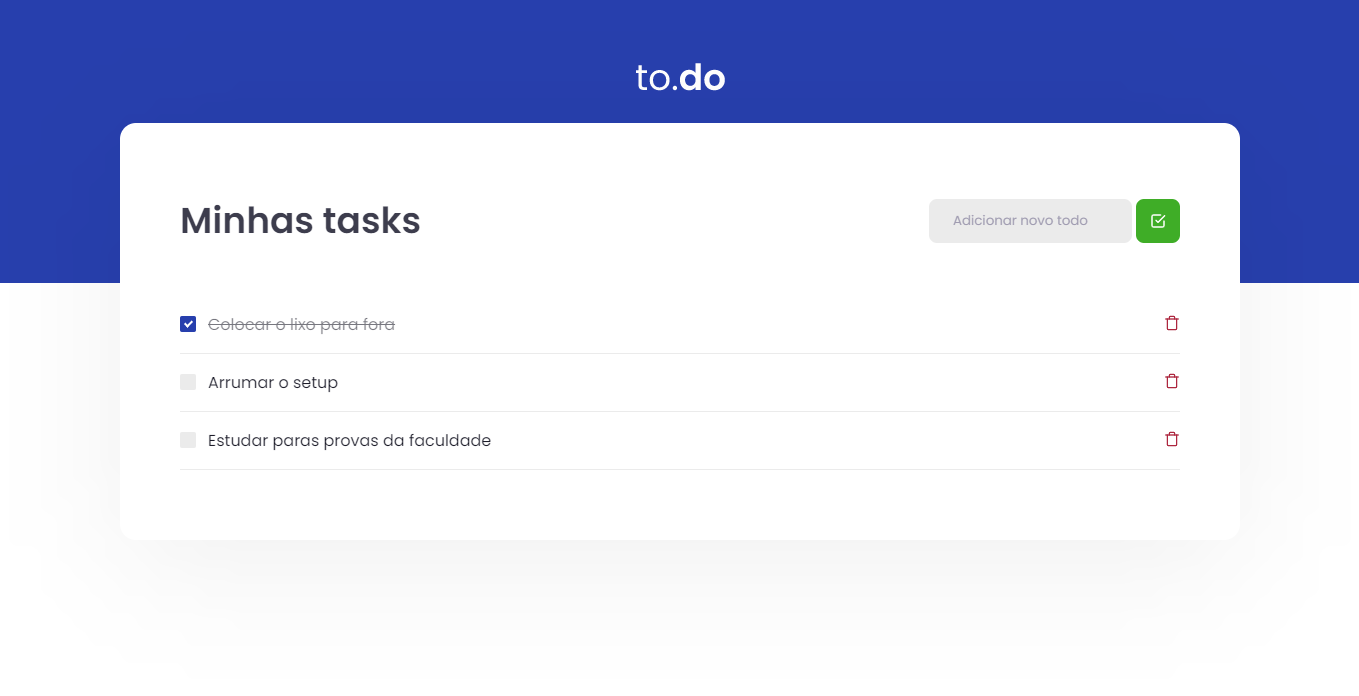 to.do
Minhas tasks
Adicionar novo todo
Colocar o lixo para fora
Arrumar o setup
Estudar paras provas da faculdade